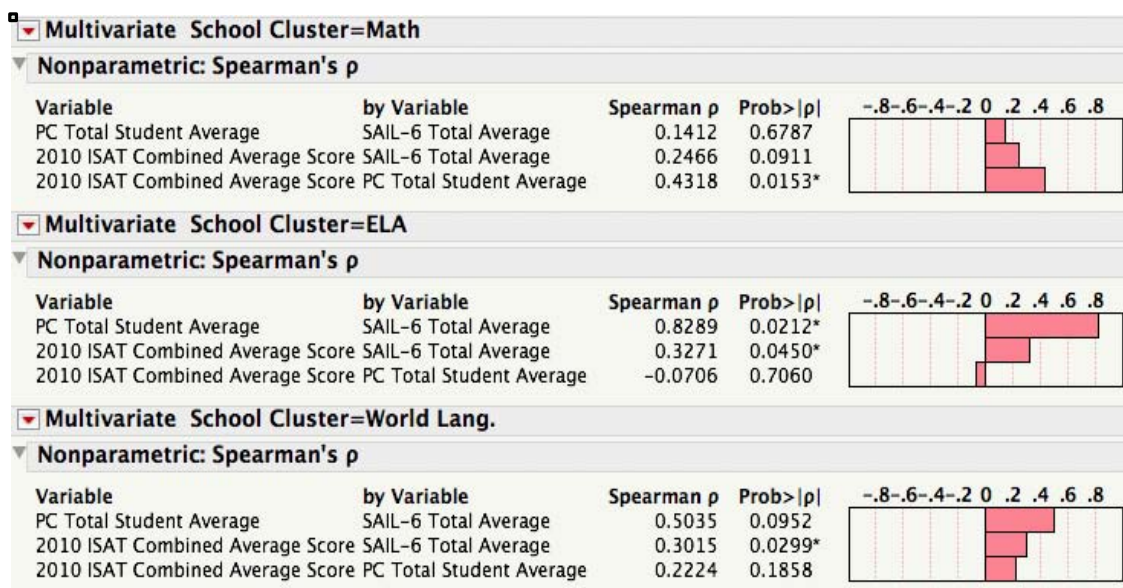 Multivariate School Cluster=Math
Nonparametric: Spearman's ρ
Variable by Variable Spearman ρ Prob>|ρ| -.8-.6-.4-.2 0 .2 .4 .6 .8
PC Total Student Average SAIL-6 Total Average 0.1412 0.6787
2010 ISAT Combined Average Score SAIL-6 Total Average 0.2466 0.0911
2010 ISAT Combined Average Score PC Total Student Average 0.4318 0.0153*
Multivariate School Cluster=ELA
Nonparametric: Spearman's ρ
Variable by Variable Spearman ρ Prob>|ρ| -.8-.6-.4-.2 0 .2 .4 .6 .8
PC Total Student Average SAIL-6 Total Average 0.8289 0.0212*
2010 ISAT Combined Average Score SAIL-6 Total Average 0.3271 0.0450*
2010 ISAT Combined Average Score PC Total Student Average -0.0706 0.7060
Multivariate School Cluster=World Lang.
Nonparametric: Spearman's ρ
Variable by Variable Spearman ρ Prob>|ρ| -.8-.6-.4-.2 0 .2 .4 .6 .8
PC Total Student Average SAIL-6 Total Average 0.5035 0.0952
2010 ISAT Combined Average Score SAIL-6 Total Average 0.3015 0.0299*
2010 ISAT Combined Average Score PC Total Student Average 0.2224 0.1858